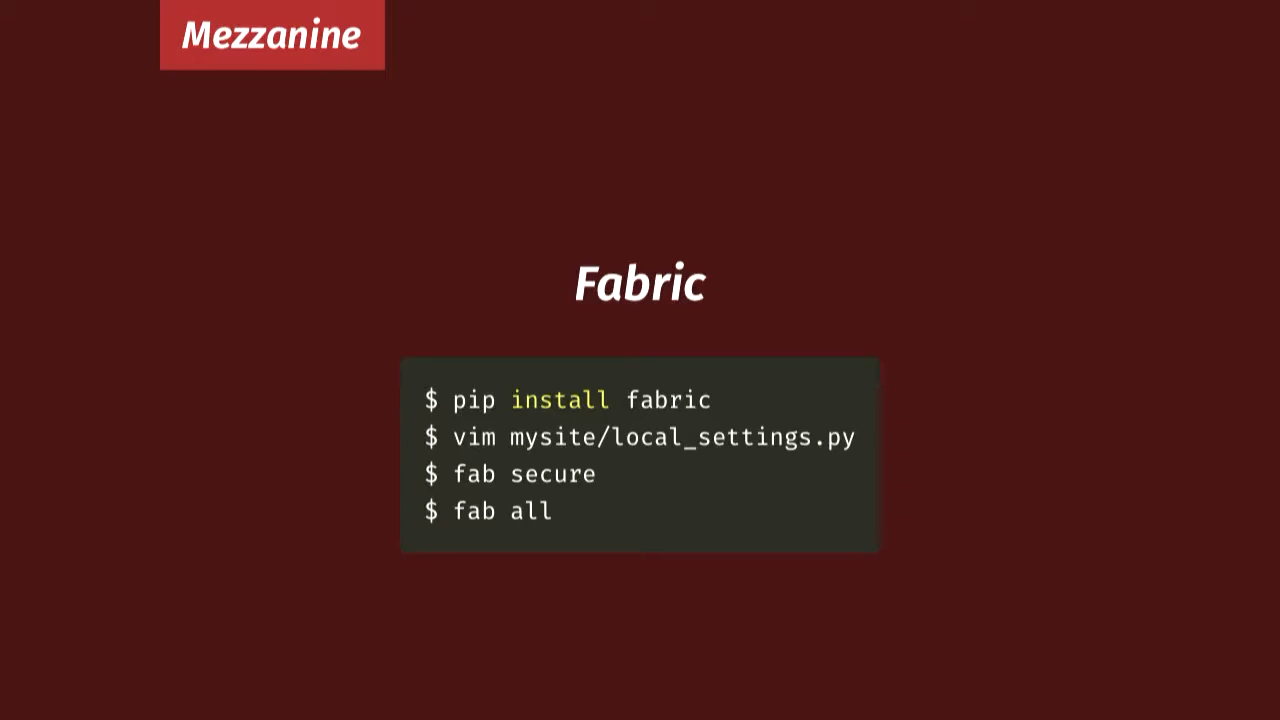 Mezzanine
Fabric
$ pip install fabric
$ vim mysite/local_settings.py
$ fab secure
$ fab all